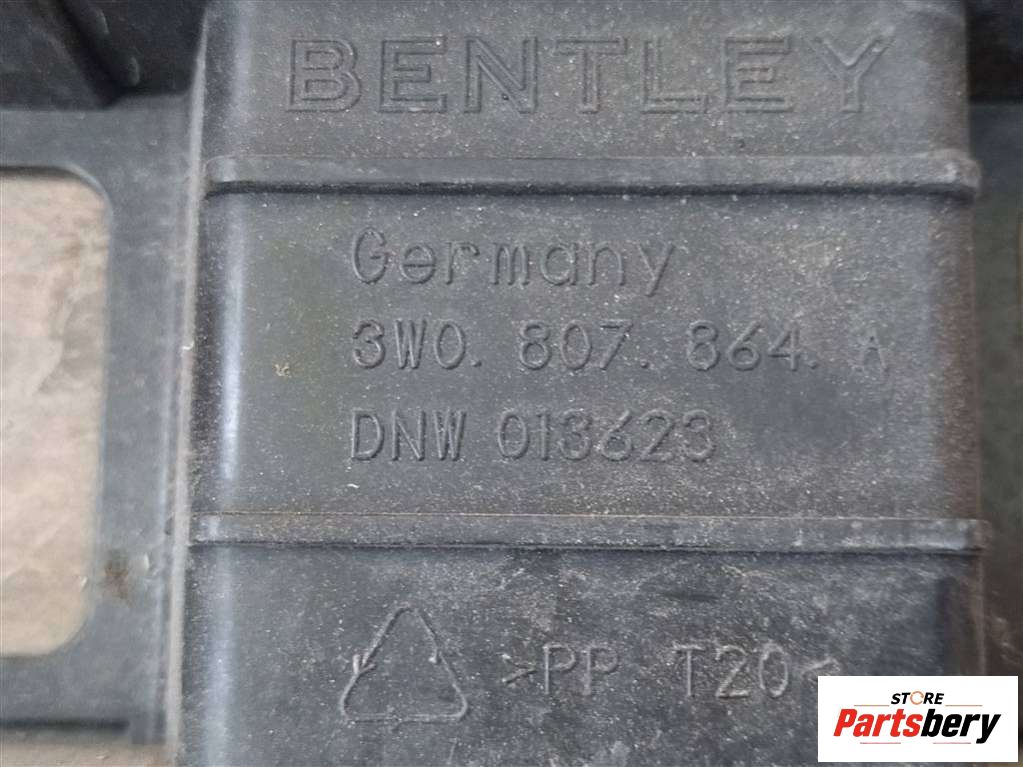 BENTLEY
Germany
3W0. 807. 864. A
DNW 013623
>PP T20<
STORE
Partsbery